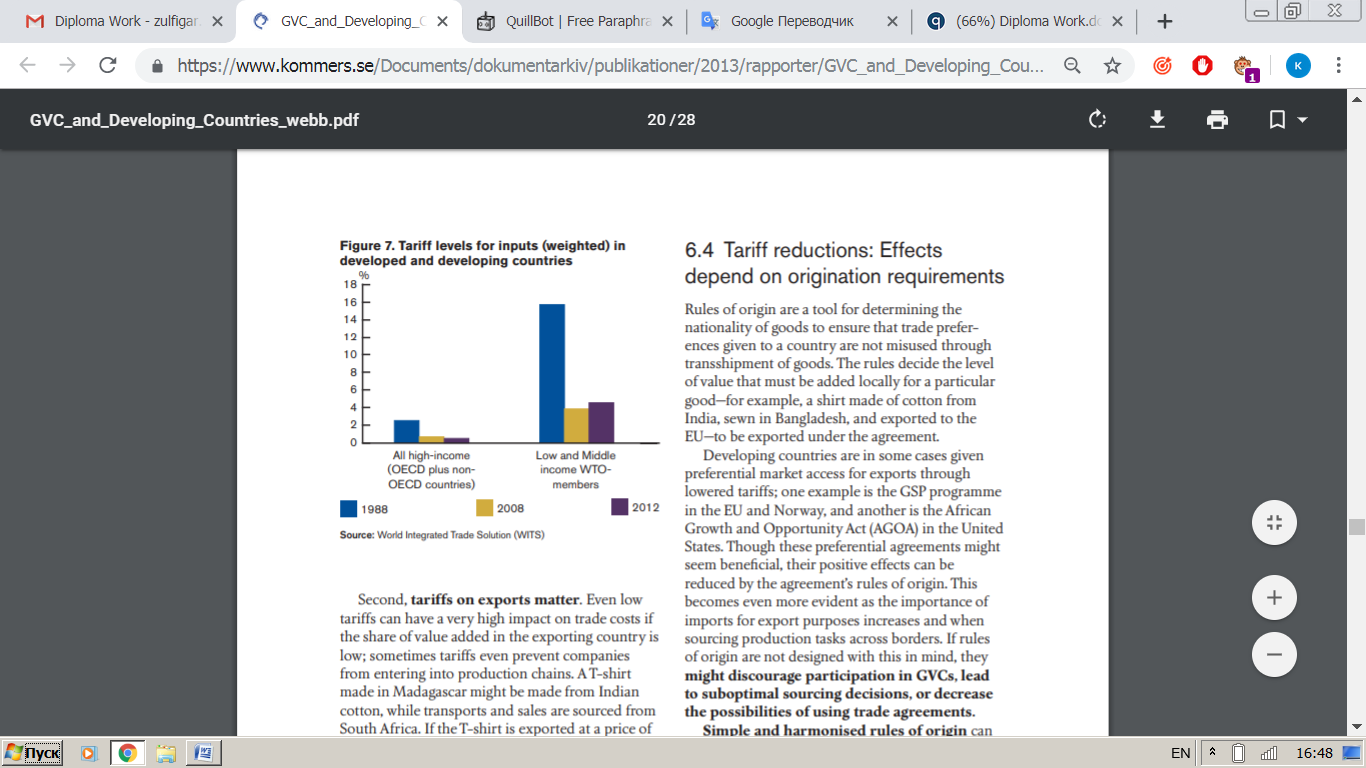 Diploma Work - zulfigar
GVC_and_Developing_C
QuillBot | Free Paraphra
Google Переводчик
(66%) Diploma Work.do
https://www.kommers.se/Documents/dokumentarkiv/publikationer/2013/rapporter/GVC_and_Developing_Cou...
1
K
GVC_and_Developing_Countries_webb.pdf
20 / 28
Figure 7. Tariff levels for inputs (weighted) in
developed and developing countries
%
18
16
14
12
10
8
6
4
2
0
All high-income
(OECD plus non-
OECD countries)
Low and Middle
income WTO-
members
1988
2008
2012
Source: World Integrated Trade Solution (WITS)
Second, tariffs on exports matter. Even low
tariffs can have a very high impact on trade costs if
the share of value added in the exporting country is
low; sometimes tariffs even prevent companies
from entering into production chains. A T-shirt
made in Madagascar might be made from Indian
cotton, while transports and sales are sourced from
South Africa. If the T-shirt is exported at a price of
6.4 Tariff reductions: Effects
depend on origination requirements
Rules of origin are a tool for determining the
nationality of goods to ensure that trade prefer-
ences given to a country are not misused through
transshipment of goods. The rules decide the level
of value that must be added locally for a particular
good—for example, a shirt made of cotton from
India, sewn in Bangladesh, and exported to the
EU—to be exported under the agreement.
Developing countries are in some cases given
preferential market access for exports through
lowered tariffs; one example is the GSP programme
in the EU and Norway, and another is the African
Growth and Opportunity Act (AGOA) in the United
States. Though these preferential agreements might
seem beneficial, their positive effects can be
reduced by the agreement's rules of origin. This
becomes even more evident as the importance of
imports for export purposes increases and when
sourcing production tasks across borders. If rules
of origin are not designed with this in mind, they
might discourage participation in GVCs, lead
to suboptimal sourcing decisions, or decrease
the possibilities of using trade agreements.
Simple and harmonised rules of origin can
Пуск
EN
16:48